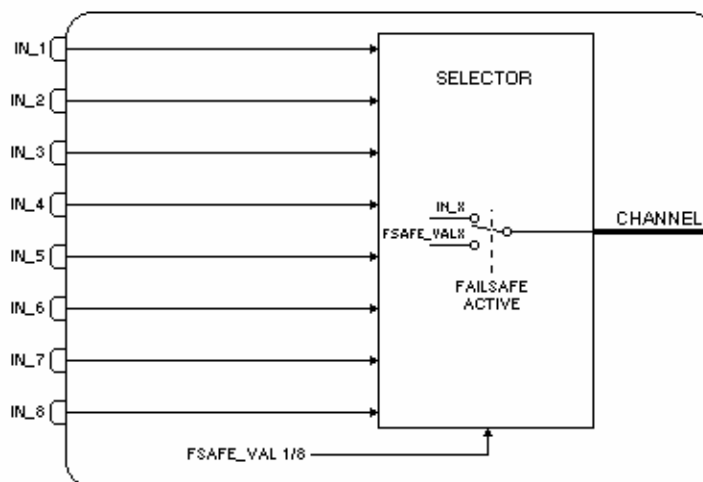 IN_1
SELECTOR
IN_2
IN_3
IN_4
IN_X
CHANNEL
FSAFE_VALX
IN_5
FAILSAFE
ACTIVE
IN_6
IN_7
IN_8
FSAFE_VAL 1/8